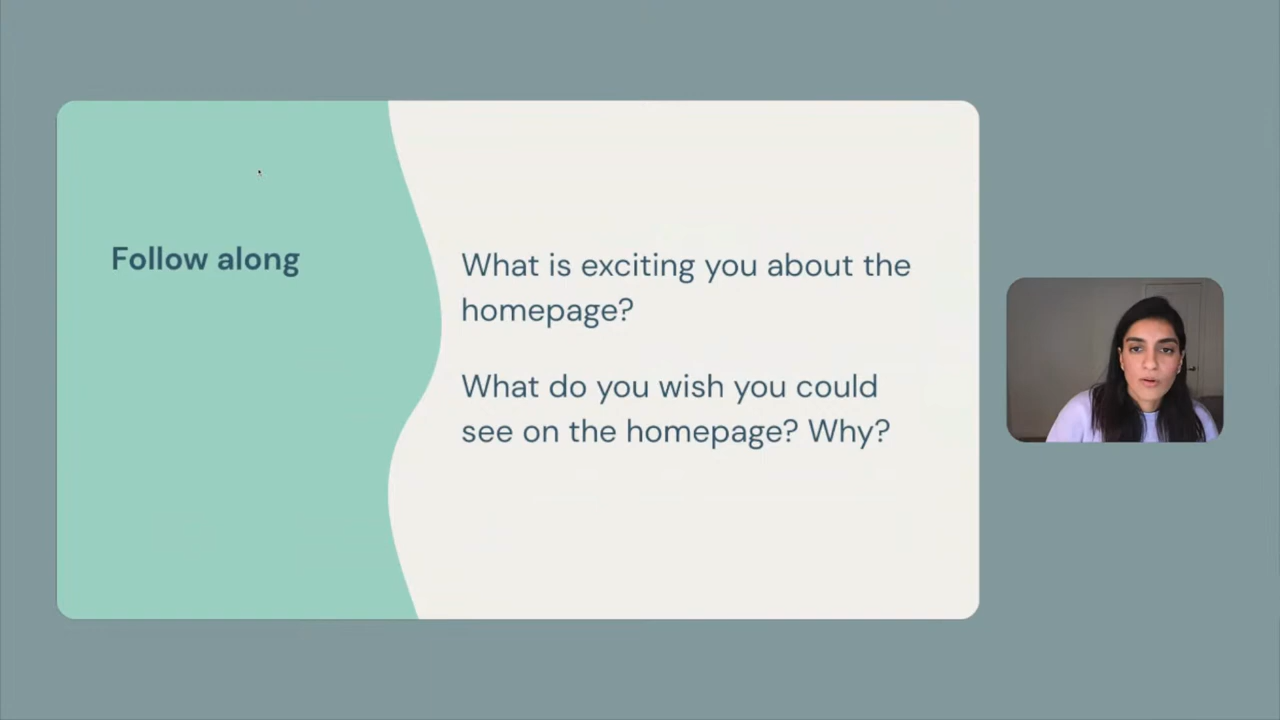 Follow along
What is exciting you about the
homepage?
What do you wish you could
see on the homepage? Why?